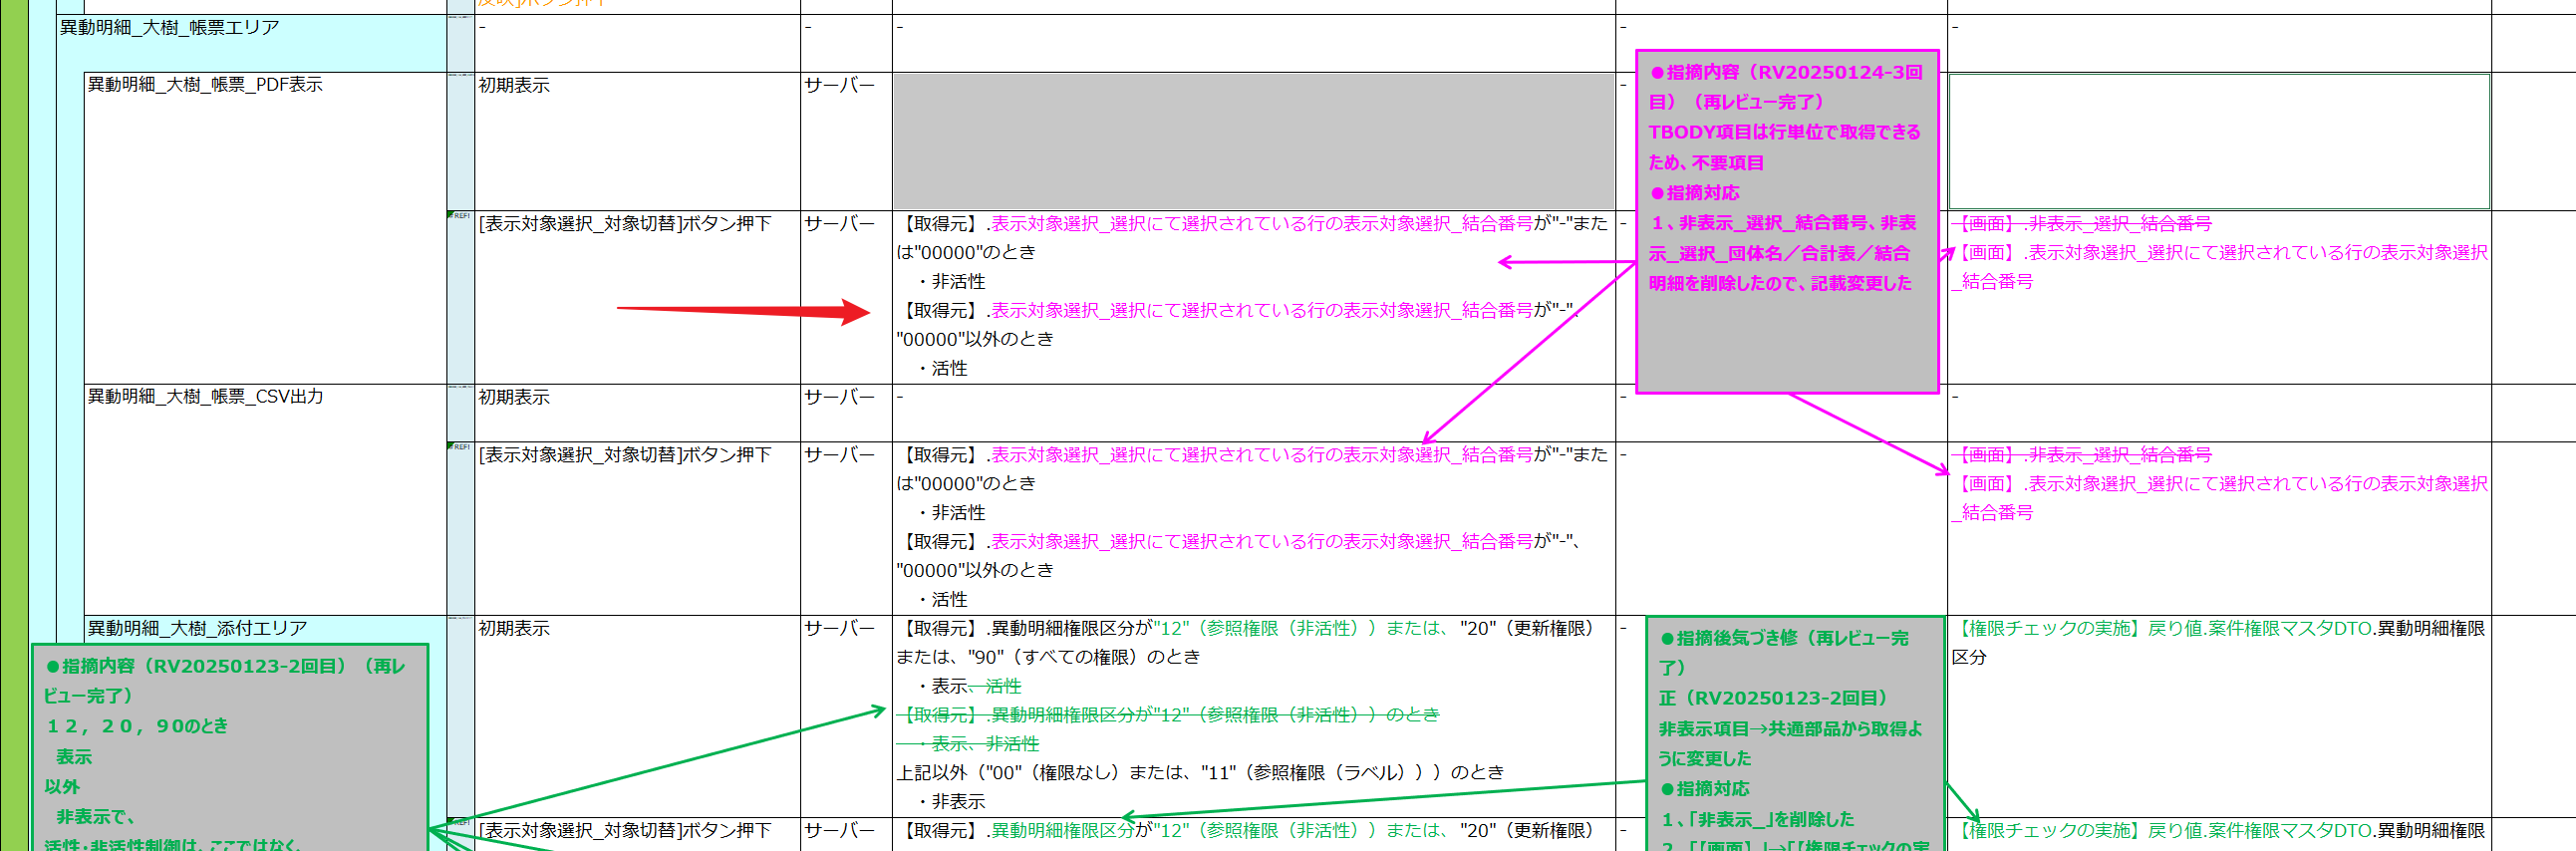 反映]ボタン押下
異動明細_大樹_帳票エリア
-
-
-
-
-
異動明細_大樹_帳票_PDF表示
初期表示
サーバー
-
[表示対象選択_対象切替]ボタン押下
サーバー
【取得元】.表示対象選択_選択にて選択されている行の表示対象選択_結合番号が"-"また
は"00000"のとき
・非活性
【取得元】.表示対象選択_選択にて選択されている行の表示対象選択_結合番号が"-"、
"00000"以外のとき
・活性
-
【画面】.非表示_選択_結合番号
【画面】.表示対象選択_選択にて選択されている行の表示対象選択
_結合番号
●指摘内容（RV20250124-3回
目）（再レビュー完了）
TBODY項目は行単位で取得できる
ため、不要項目
●指摘対応
１、非表示_選択_結合番号、非表
示_選択_団体名／合計表／結合
明細を削除したので、記載変更した
異動明細_大樹_帳票_CSV出力
初期表示
サーバー
-
-
-
[表示対象選択_対象切替]ボタン押下
サーバー
【取得元】.表示対象選択_選択にて選択されている行の表示対象選択_結合番号が"-"また
は"00000"のとき
・非活性
【取得元】.表示対象選択_選択にて選択されている行の表示対象選択_結合番号が"-"、
"00000"以外のとき
・活性
-
【画面】.非表示_選択_結合番号
【画面】.表示対象選択_選択にて選択されている行の表示対象選択
_結合番号
異動明細_大樹_添付エリア
初期表示
サーバー
【取得元】.異動明細権限区分が"12"（参照権限（非活性））または、"20"（更新権限）
または、"90"（すべての権限）のとき
・表示、活性
【取得元】.異動明細権限区分が"12"（参照権限（非活性））のとき
・表示、非活性
上記以外（"00"（権限なし）または、"11"（参照権限（ラベル）））のとき
・非表示
-
【権限チェックの実施】戻り値.案件権限マスタDTO.異動明細権限
区分
●指摘内容（RV20250123-2回目）（再レ
ビュー完了）
１２，２０，９０のとき
表示
以外
非表示で、
活性・非活性制御は、ここではなく
●指摘後気づき修（再レビュー完
了）
正（RV20250123-2回目）
非表示項目→共通部品から取得よ
うに変更した
●指摘対応
１、「非表示_」を削除した
２、「【画面】」→「【権限チェックの実
[表示対象選択_対象切替]ボタン押下
サーバー
【取得元】.異動明細権限区分が"12"（参照権限（非活性））または、"20"（更新権限）
-
【権限チェックの実施】戻り値.案件権限マスタDTO.異動明細権限